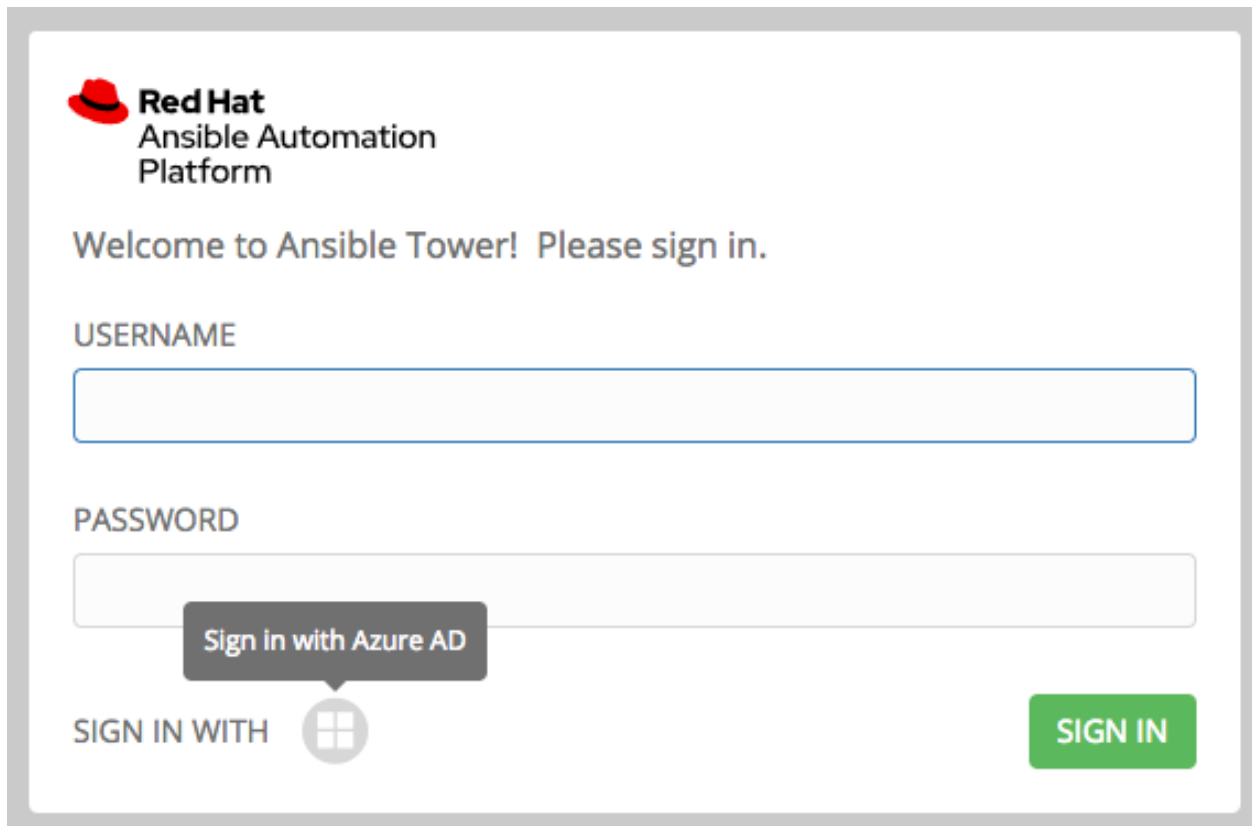 Red Hat
Ansible Automation
Platform
Welcome to Ansible Tower!  Please sign in.
USERNAME
PASSWORD
Sign in with Azure AD
SIGN IN WITH
SIGN IN